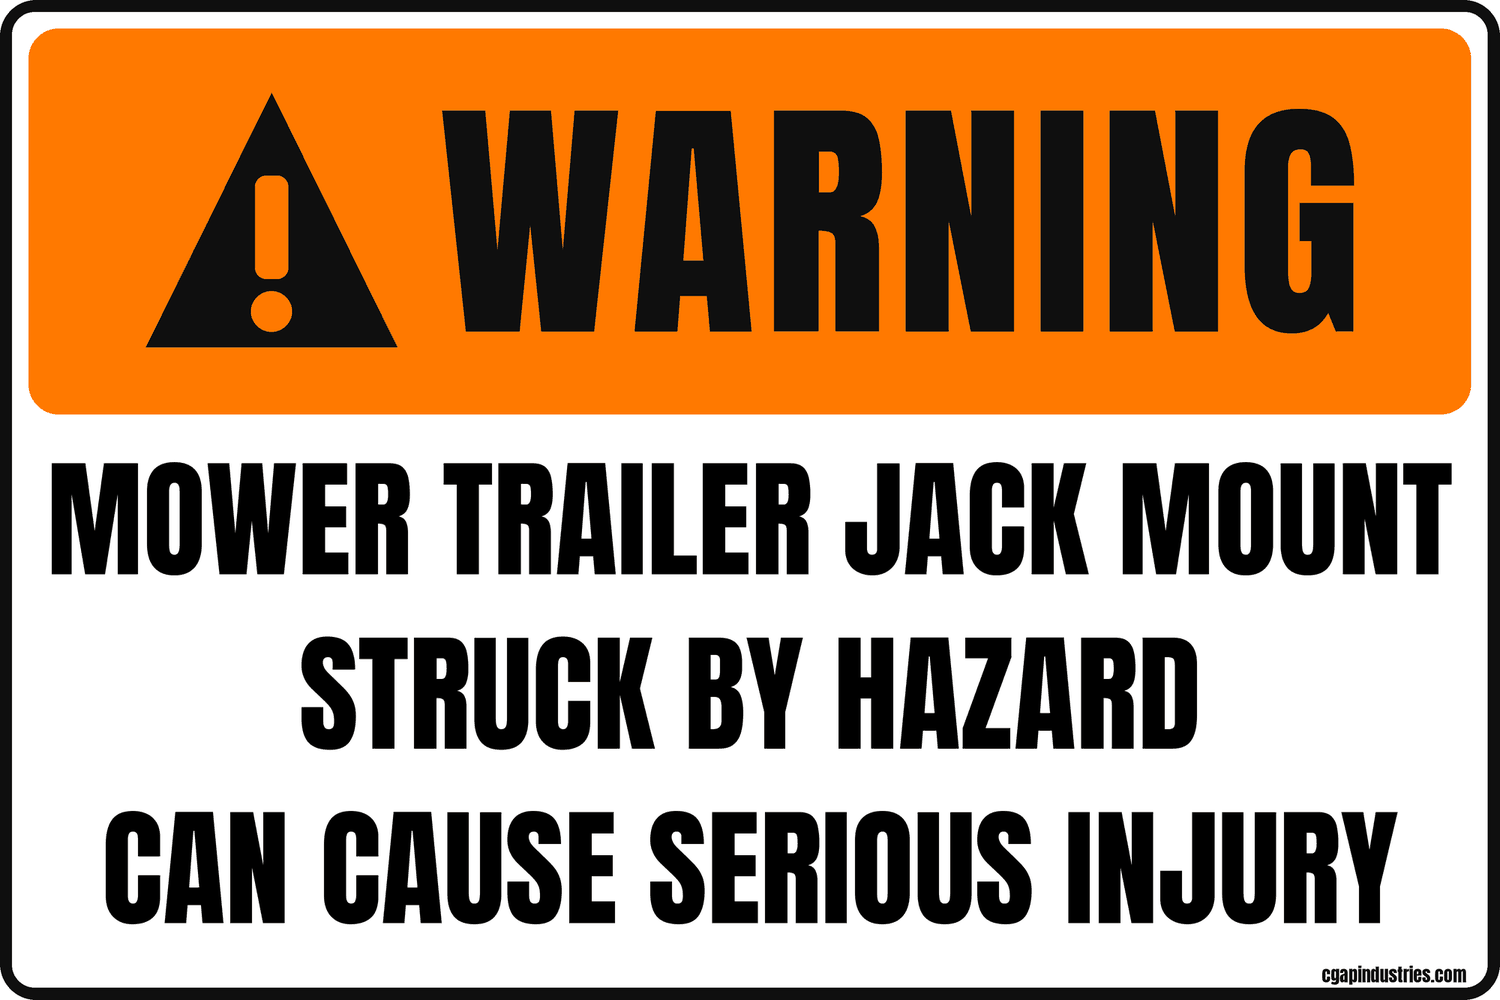 WARNING
MOWER TRAILER JACK MOUNT
STRUCK BY HAZARD
CAN CAUSE SERIOUS INJURY
cgapindustries.com